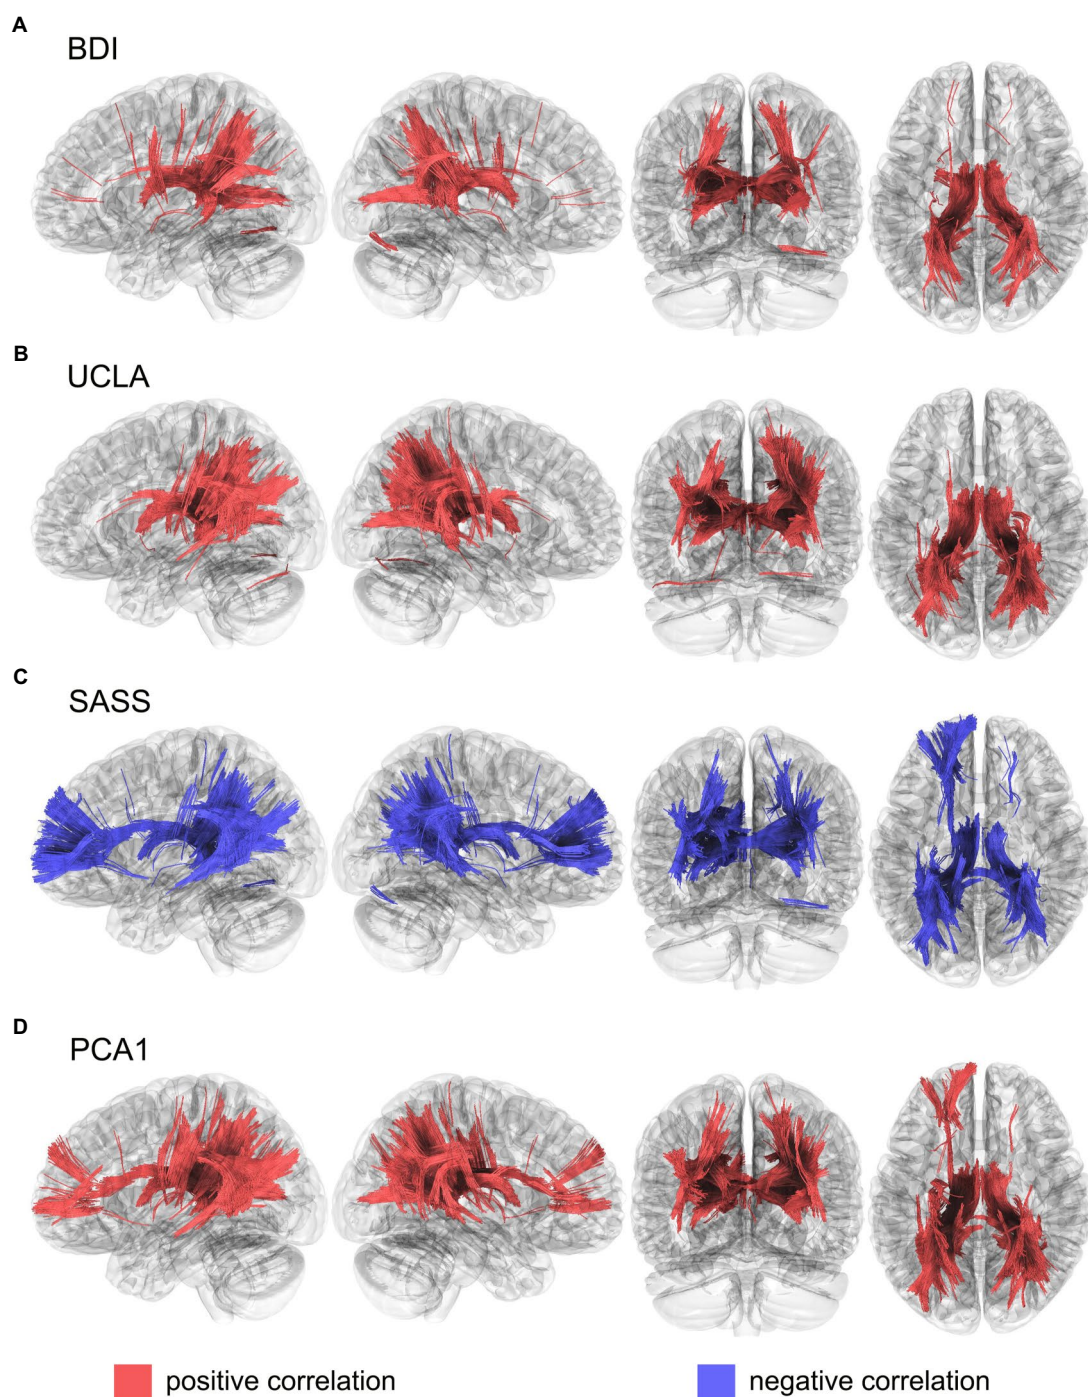 A
BDI
B
UCLA
C
SASS
D
PCA1
positive correlation
negative correlation